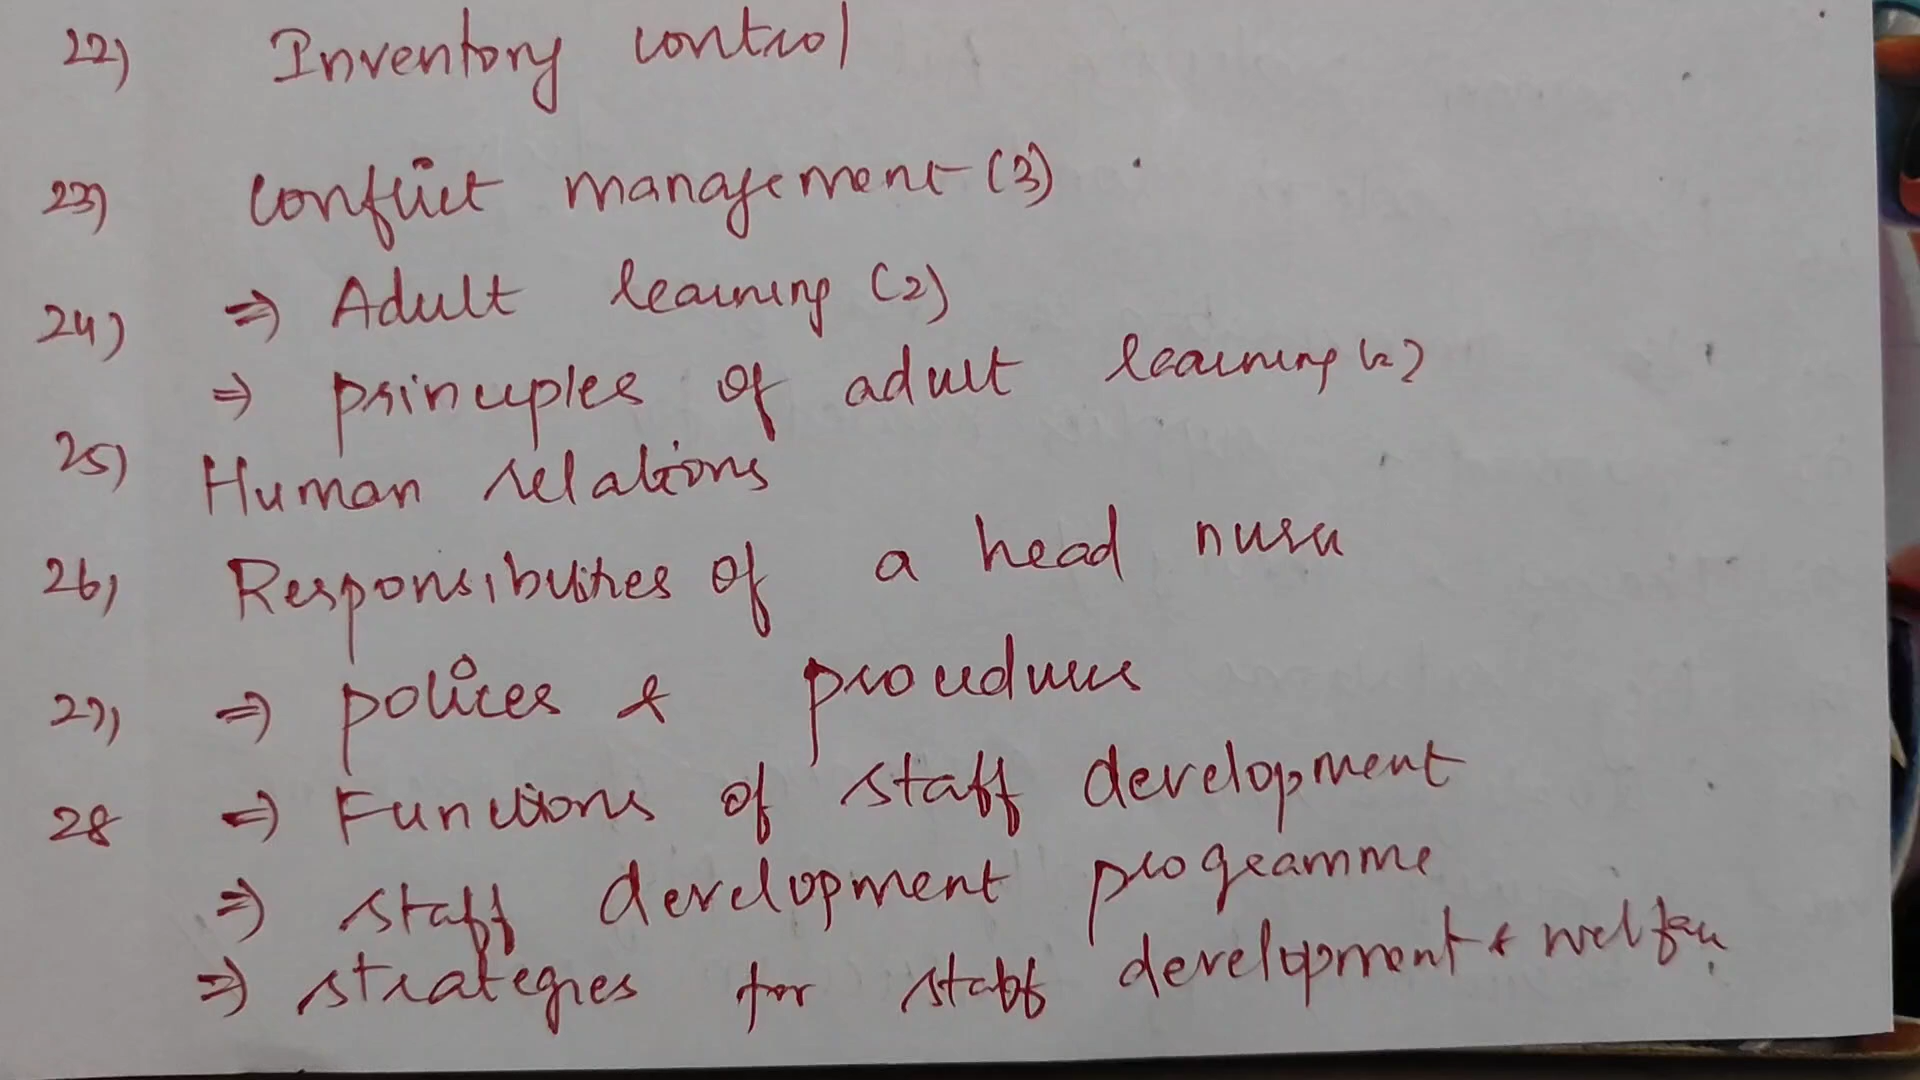 22) Inventory control
23) conflict management (3)
24) ⇒ Adult learning (2)
⇒ principles of adult learning (2)
25) Human relations
26) Responsibilities of a head nurse
27) ⇒ polices & procedures
28 ⇒ Functions of staff development
⇒ staff development programme
⇒ strategies for staff development & welfare